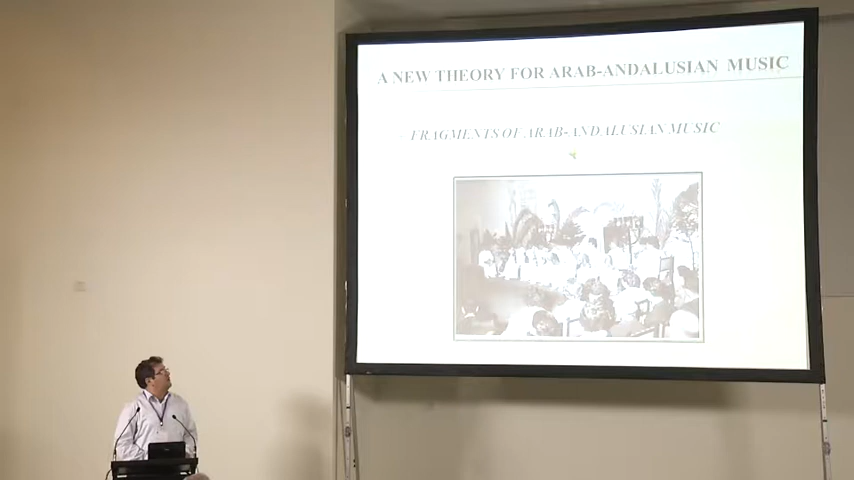 A NEW THEORY FOR ARAB-ANDALUSIAN MUSIC
- FRAGMENTS OF ARAB-ANDALUSIAN MUSIC